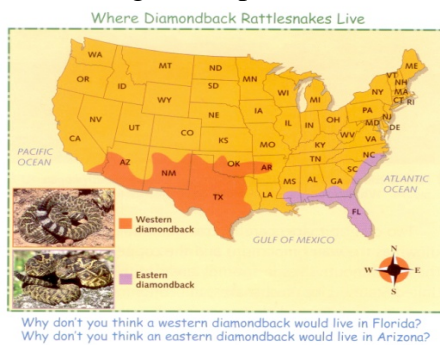 Where Diamondback Rattlesnakes Live
WA
MT
ND
MN
ME
VT
NH
OR
ID
SD
WI
MI
NY
MA
CT RI
WY
IA
PA
NJ
NV
NE
IL
IN
OH
MD
DE
UT
CO
WV
VA
CA
KS
MO
KY
PACIFIC
OCEAN
AZ
NM
OK
AR
TN
NC
SC
ATLANTIC
OCEAN
TX
LA
MS
AL
GA
FL
Western
diamondback
GULF OF MEXICO
Eastern
diamondback
N
W
E
S
Why don't you think a western diamondback would live in Florida?
Why don't you think an eastern diamondback would live in Arizona?